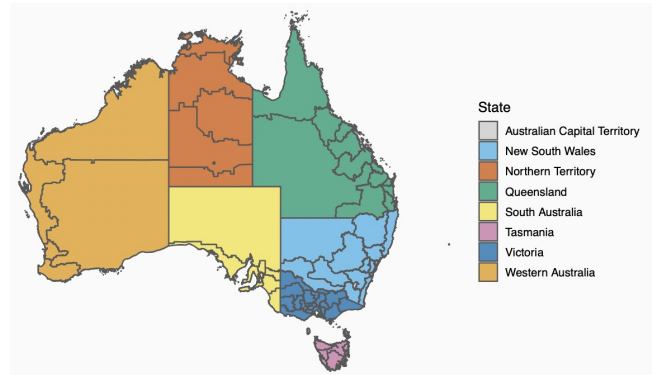 State
Australian Capital Territory
New South Wales
Northern Territory
Queensland
South Australia
Tasmania
Victoria
Western Australia